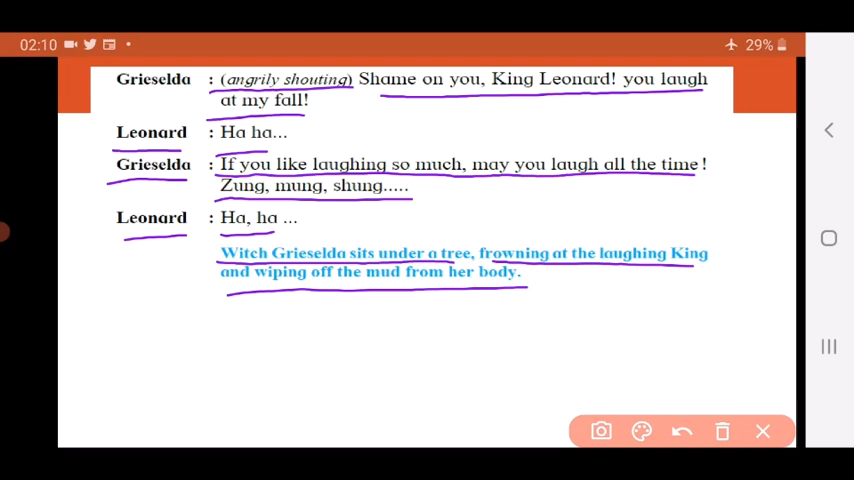 02:10
29%
Grieselda : (angrily shouting) Shame on you, King Leonard! you laugh
at my fall!
Leonard : Ha ha...
Grieselda : If you like laughing so much, may you laugh all the time !
Zung, mung, shung.....
Leonard : Ha, ha ...
Witch Grieselda sits under a tree, frowning at the laughing King
and wiping off the mud from her body.